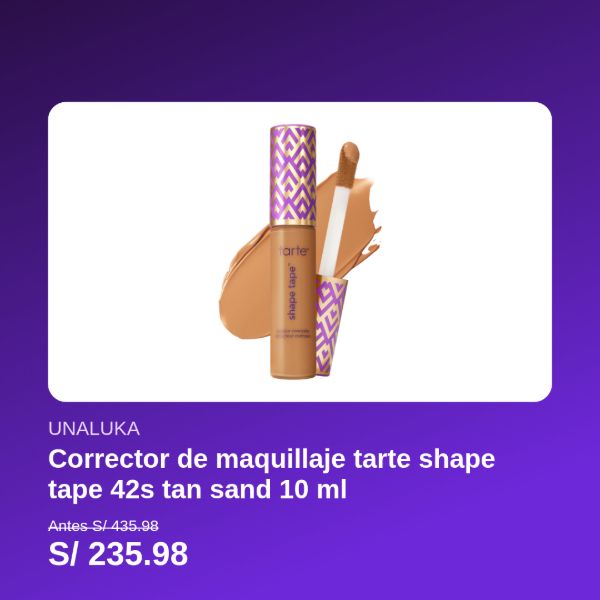 tarte
shape tape
UNALUKA
Corrector de maquillaje tarte shape
tape 42s tan sand 10 ml
Antes S/ 435.98
S/ 235.98